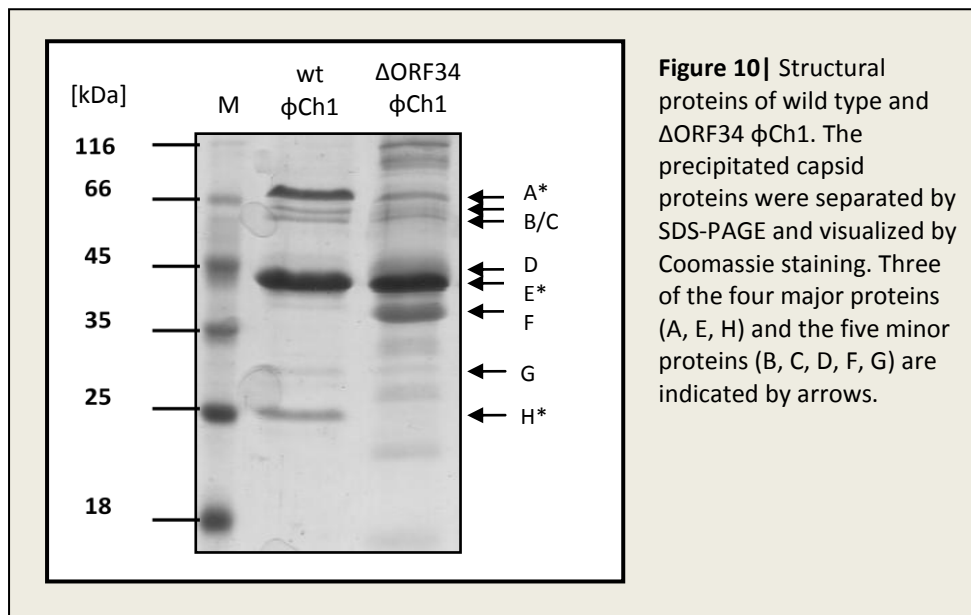 wt ΔORF34
[kDa] M ϕCh1 ϕCh1
116
66
45
35
25
18
A*
B/C
D
E*
F
G
H*
Figure 10| Structural
proteins of wild type and
ΔORF34 ϕCh1. The
precipitated capsid
proteins were separated by
SDS-PAGE and visualized by
Coomassie staining. Three
of the four major proteins
(A, E, H) and the five minor
proteins (B, C, D, F, G) are
indicated by arrows.